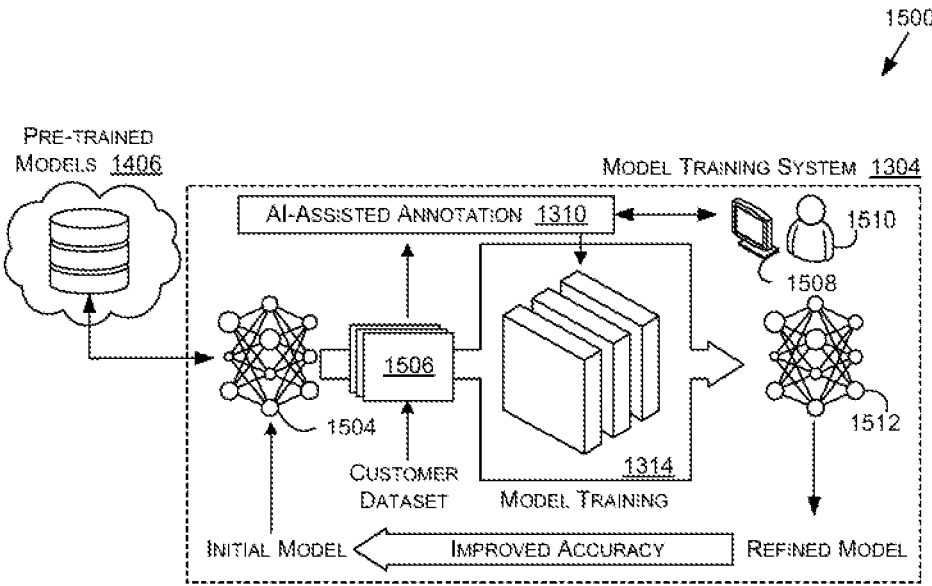 1500
PRE-TRAINED
MODELS 1406
MODEL TRAINING SYSTEM 1304
AI-ASSISTED ANNOTATION 1310
1510
1508
1506
1504
1512
CUSTOMER
DATASET
1314
MODEL TRAINING
INITIAL MODEL
IMPROVED ACCURACY
REFINED MODEL